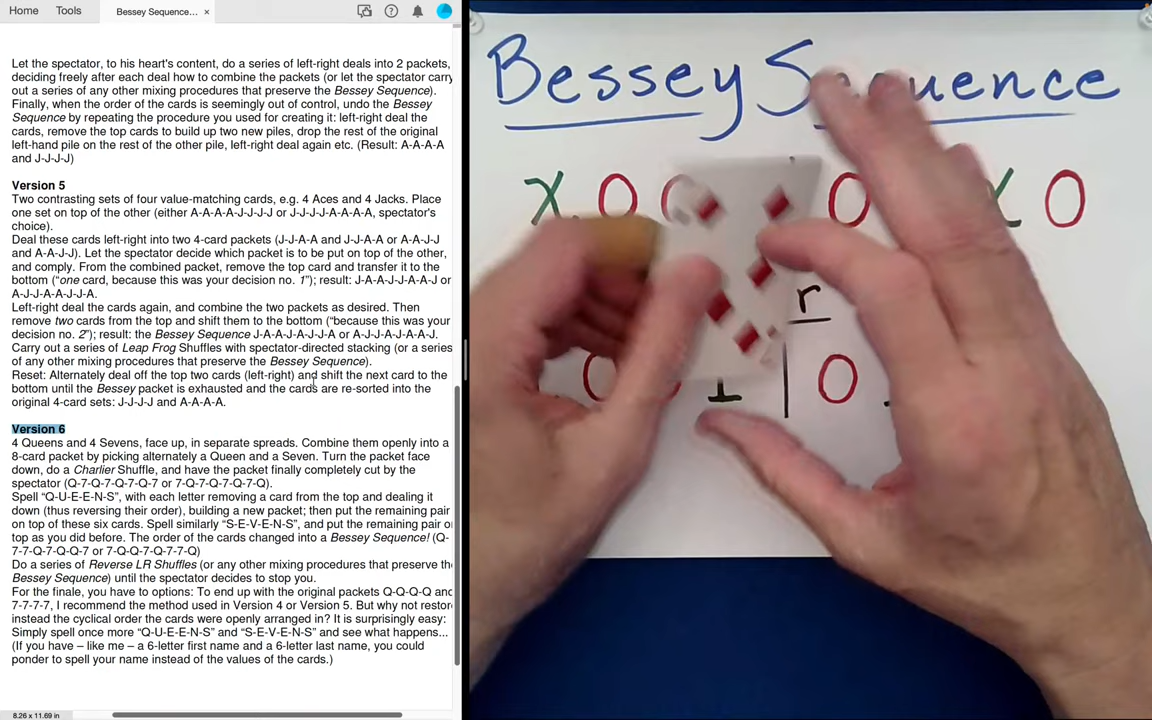 Home Tools Bessey Sequence... ×
Let the spectator, to his heart's content, do a series of left-right deals into 2 packets,
deciding freely after each deal how to combine the packets (or let the spectator carry
out a series of any other mixing procedures that preserve the Bessey Sequence).
Finally, when the order of the cards is seemingly out of control, undo the Bessey
Sequence by repeating the procedure you used for creating it: left-right deal the
cards, remove the top cards to build up two new piles, drop the rest of the original
left-hand pile on the rest of the other pile, left-right deal again etc. (Result: A-A-A-A
and J-J-J-J)
Version 5
Two contrasting sets of four value-matching cards, e.g. 4 Aces and 4 Jacks. Place
one set on top of the other (either A-A-A-A-J-J-J-J or J-J-J-J-A-A-A-A, spectator's
choice).
Deal these cards left-right into two 4-card packets (J-J-A-A and J-J-A-A or A-A-J-J
and A-A-J-J). Let the spectator decide which packet is to be put on top of the other,
and comply. From the combined packet, remove the top card and transfer it to the
bottom ("one card, because this was your decision no. 1"); result: J-A-A-J-J-A-A-J or
A-J-J-A-A-J-J-A.
Left-right deal the cards again, and combine the two packets as desired. Then
remove two cards from the top and shift them to the bottom ("because this was your
decision no. 2"); result: the Bessey Sequence J-A-A-J-A-J-J-A or A-J-J-A-J-A-A-J.
Carry out a series of Leap Frog Shuffles with spectator-directed stacking (or a series
of any other mixing procedures that preserve the Bessey Sequence).
Reset: Alternately deal off the top two cards (left-right) and shift the next card to the
bottom until the Bessey packet is exhausted and the cards are re-sorted into the
original 4-card sets: J-J-J-J and A-A-A-A.
Version 6
4 Queens and 4 Sevens, face up, in separate spreads. Combine them openly into a
8-card packet by picking alternately a Queen and a Seven. Turn the packet face
down, do a Charlier Shuffle, and have the packet finally completely cut by the
spectator (Q-7-Q-7-Q-7-Q-7 or 7-Q-7-Q-7-Q-7-Q).
Spell "Q-U-E-E-N-S", with each letter removing a card from the top and dealing it
down (thus reversing their order), building a new packet; then put the remaining pair
on top of these six cards. Spell similarly "S-E-V-E-N-S", and put the remaining pair o
top as you did before. The order of the cards changed into a Bessey Sequence! (Q-
7-7-Q-7-Q-Q-7 or 7-Q-Q-7-Q-7-7-Q)
Do a series of Reverse LR Shuffles (or any other mixing procedures that preserve the
Bessey Sequence) until the spectator decides to stop you.
For the finale, you have to options: To end up with the original packets Q-Q-Q-Q and
7-7-7-7, I recommend the method used in Version 4 or Version 5. But why not restor
instead the cyclical order the cards were openly arranged in? It is surprisingly easy:
Simply spell once more "Q-U-E-E-N-S" and "S-E-V-E-N-S" and see what happens...
(If you have – like me – a 6-letter first name and a 6-letter last name, you could
ponder to spell your name instead of the values of the cards.)
8.26 x 11.69 in
Bessey Sequence
X O O O X O
r
O